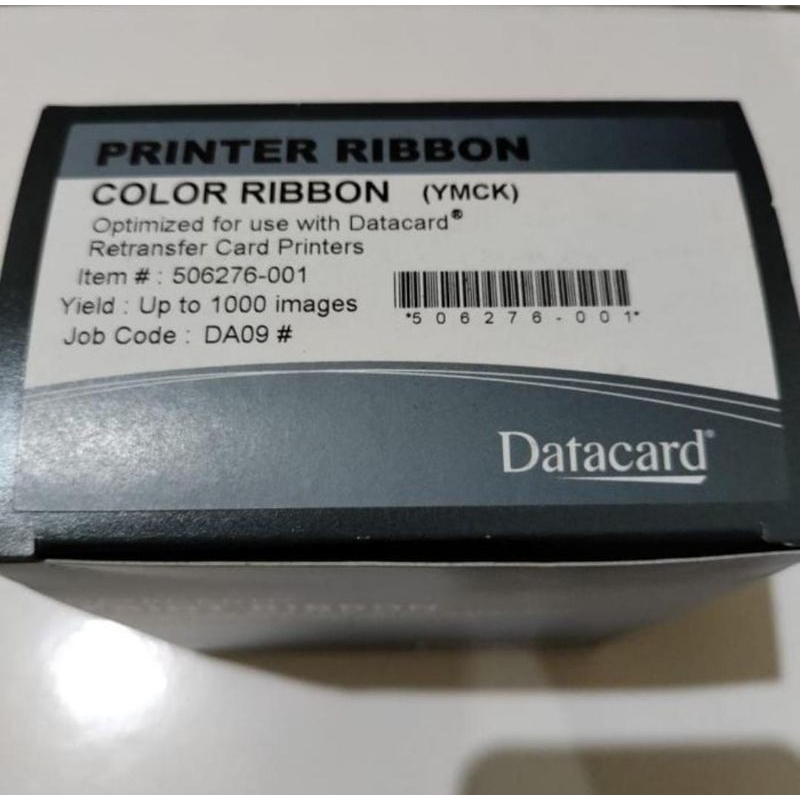 PRINTER RIBBON
COLOR RIBBON (YMCK)
Optimized for use with Datacard®
Retransfer Card Printers
Item # : 506276-001
Yield : Up to 1000 images
Job Code : DA09 #
*506276-001*
Datacard®